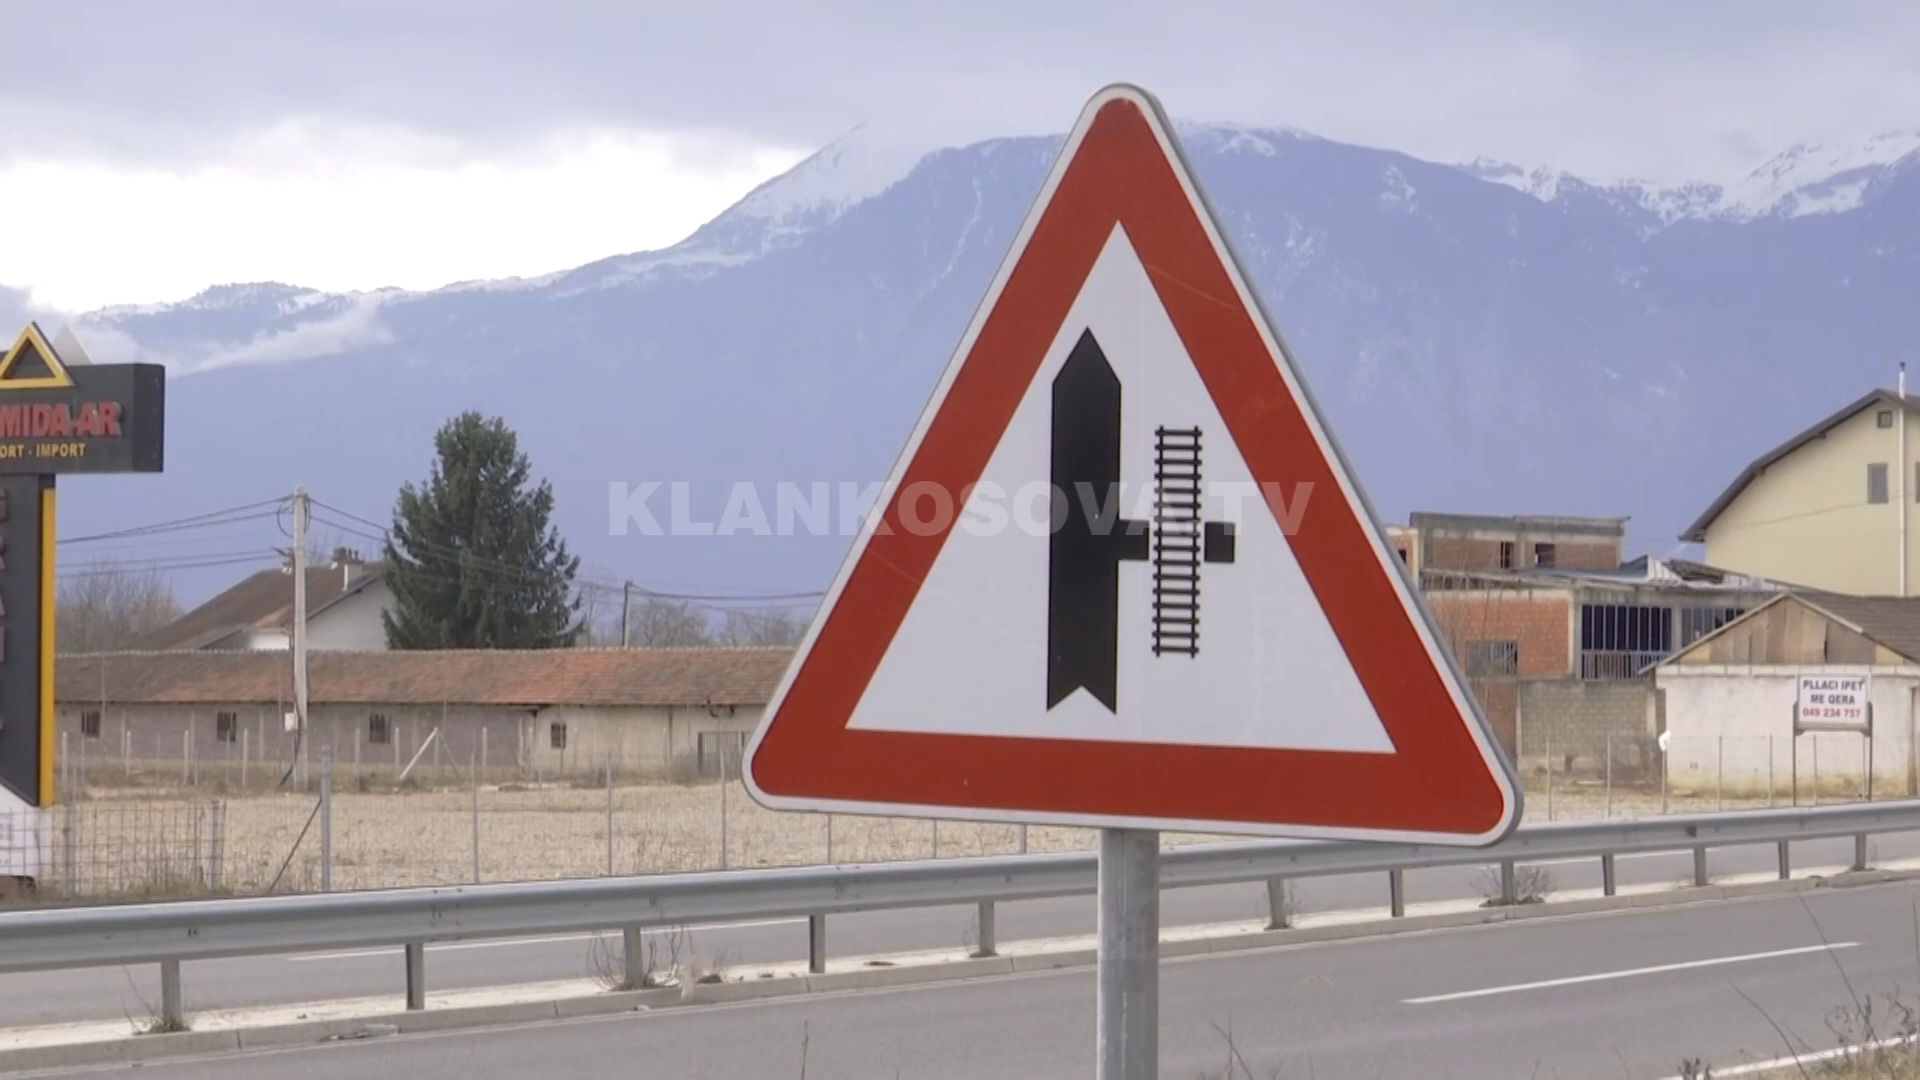 MIDA-AR
ORT - IMPORT
KLANKOSOVA.TV
PLLACI IPET
ME QERA
049 234 757